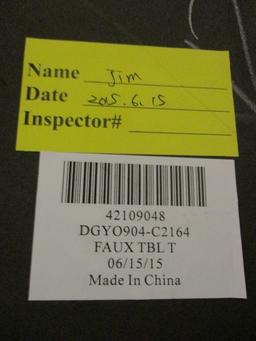 Name Jim
Date 2015.6.15
Inspector#
42109048
DGYO904-C2164
FAUX TBL T
06/15/15
Made In China